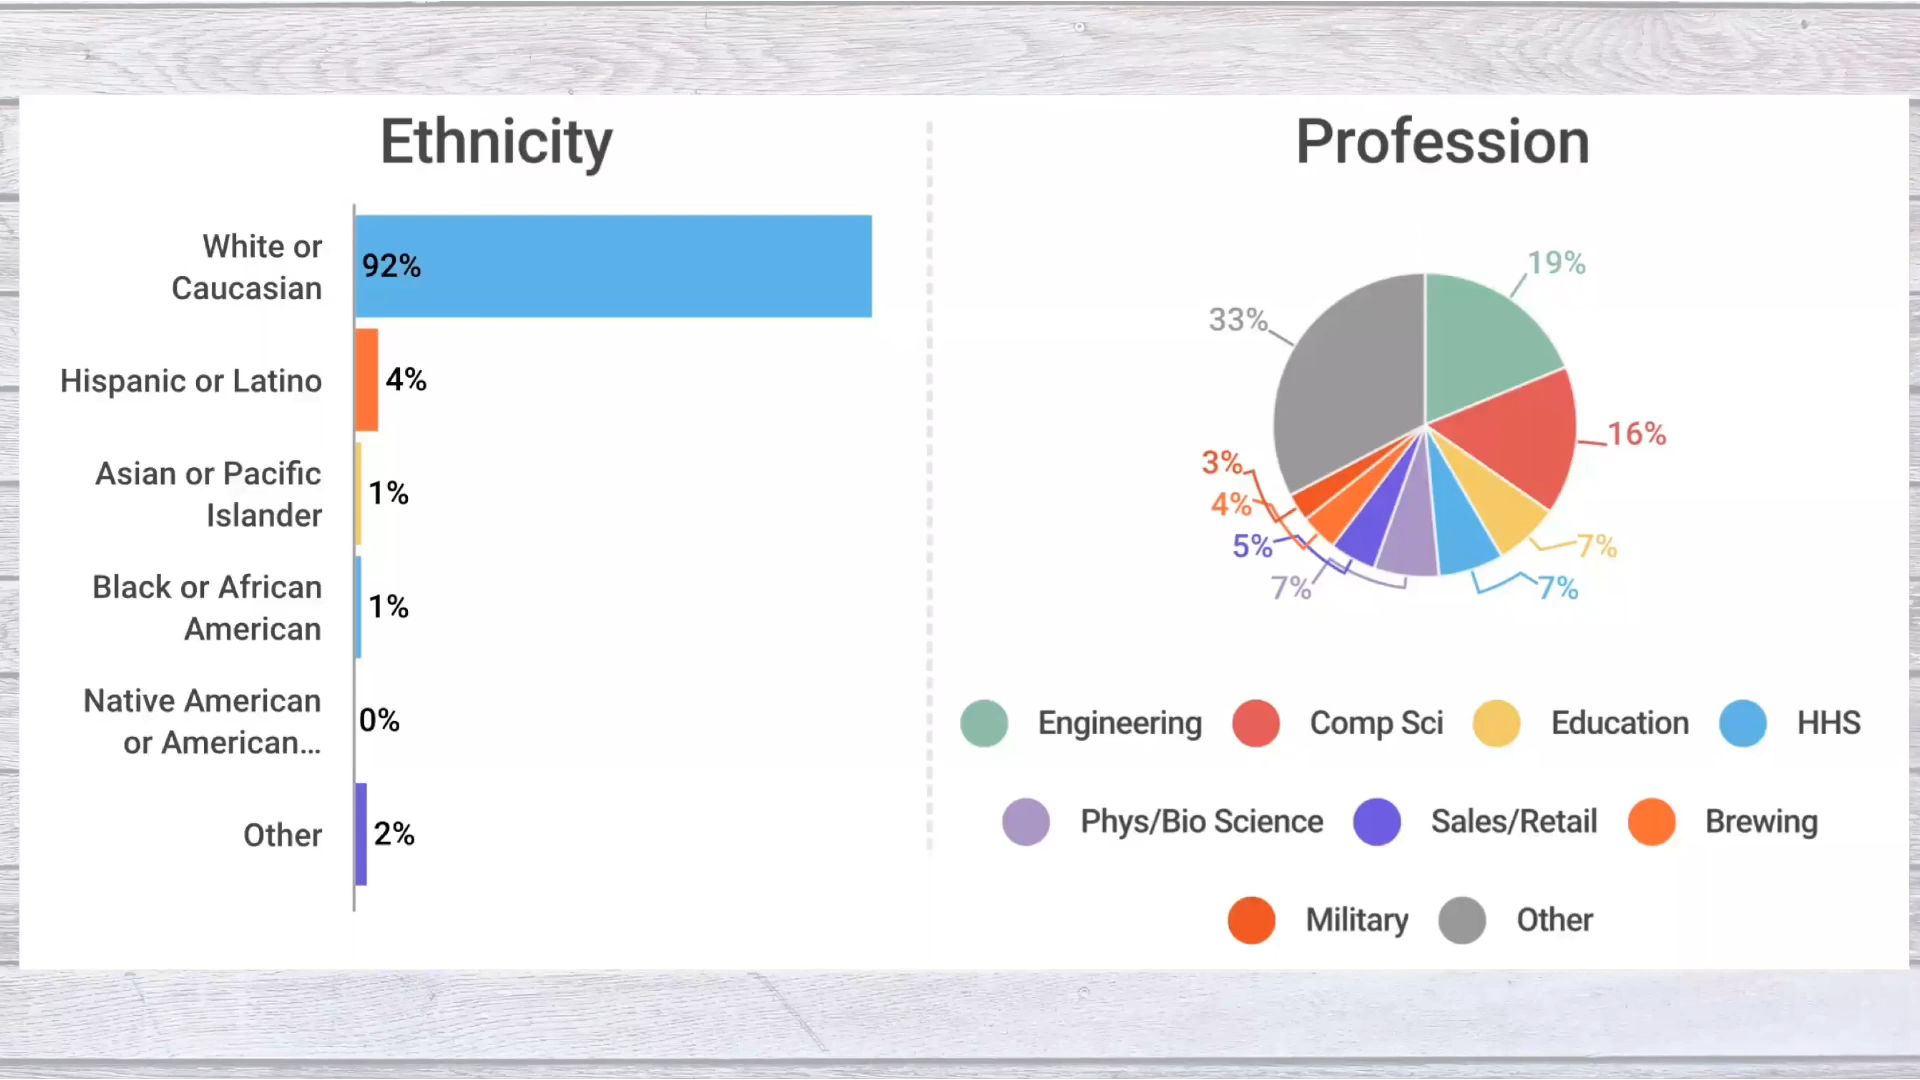 Ethnicity
White or
Caucasian
92%
Hispanic or Latino
4%
Asian or Pacific
Islander
1%
Black or African
American
1%
Native American
or American...
0%
Other
2%
Profession
19%
33%
16%
3%
4%
5%
7%
7%
7%
Engineering
Comp Sci
Education
HHS
Phys/Bio Science
Sales/Retail
Brewing
Military
Other